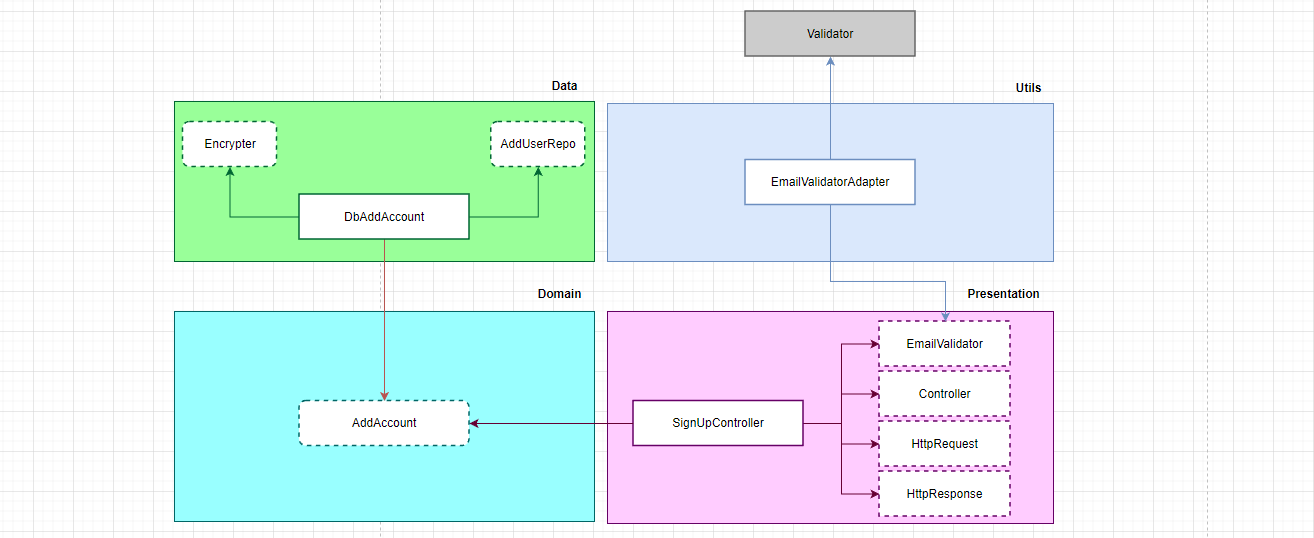 Validator
Data
Utils
Encrypter
AddUserRepo
EmailValidatorAdapter
DbAddAccount
Domain
Presentation
EmailValidator
Controller
AddAccount
SignUpController
HttpRequest
HttpResponse